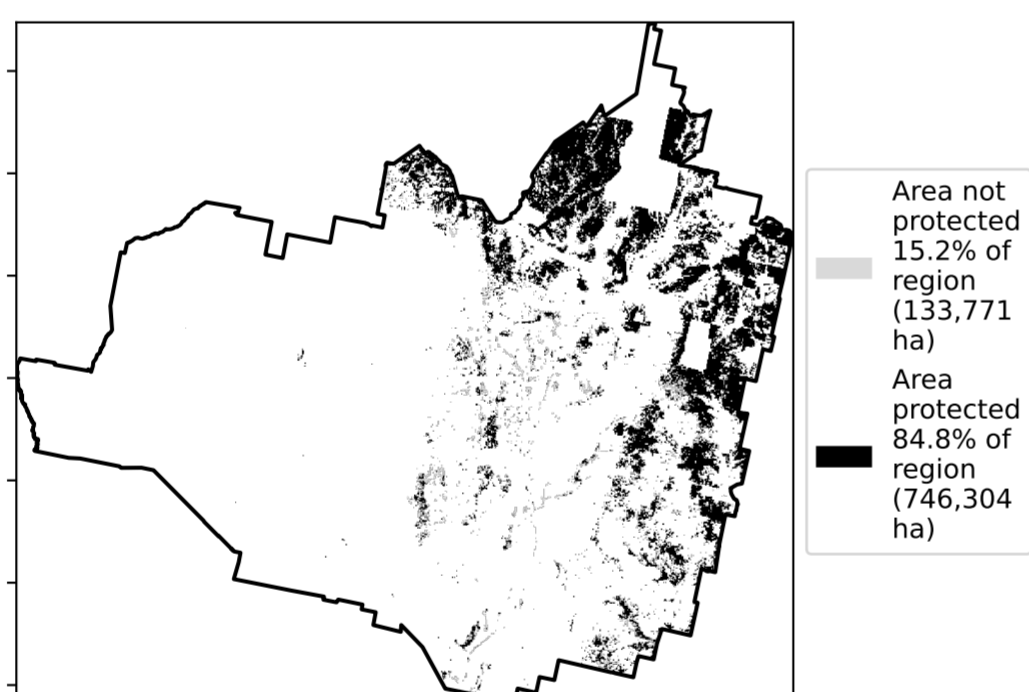 Area not
protected
15.2% of
region
(133,771
ha)
Area
protected
84.8% of
region
(746,304
ha)